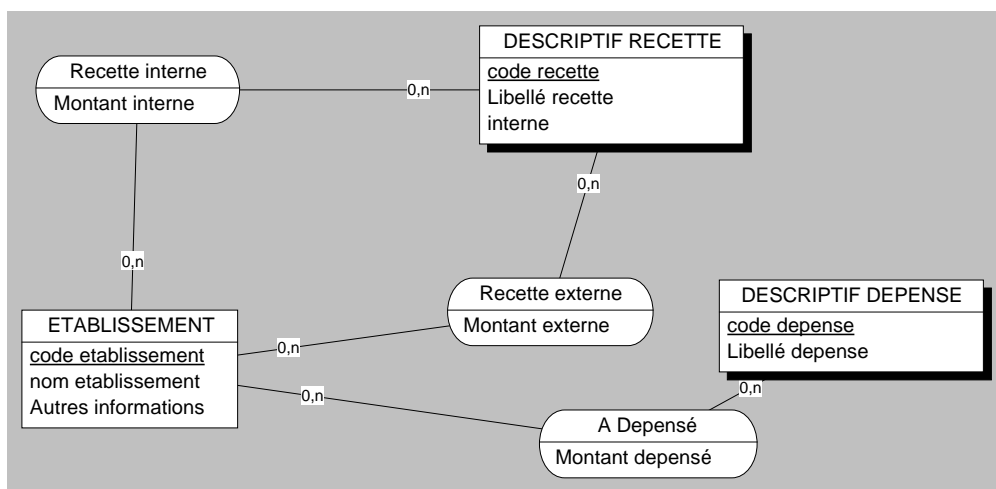 DESCRIPTIF RECETTE
code recette
Libellé recette
interne
Recette interne
Montant interne
0,n
0,n
0,n
Recette externe
Montant externe
DESCRIPTIF DEPENSE
code depense
Libellé depense
ETABLISSEMENT
code etablissement
nom etablissement
Autres informations
0,n
0,n
0,n
A Depensé
Montant depensé